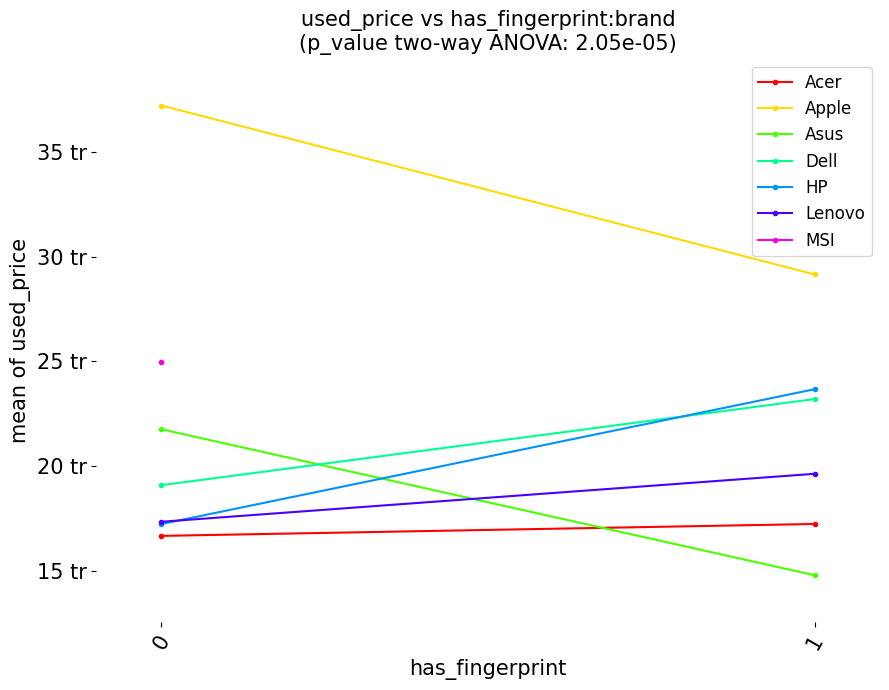 used_price vs has_fingerprint:brand
(p_value two-way ANOVA: 2.05e-05)
Acer
Apple
Asus
Dell
HP
Lenovo
MSI
35 tr
30 tr
25 tr
20 tr
15 tr
mean of used_price
0
1
has_fingerprint